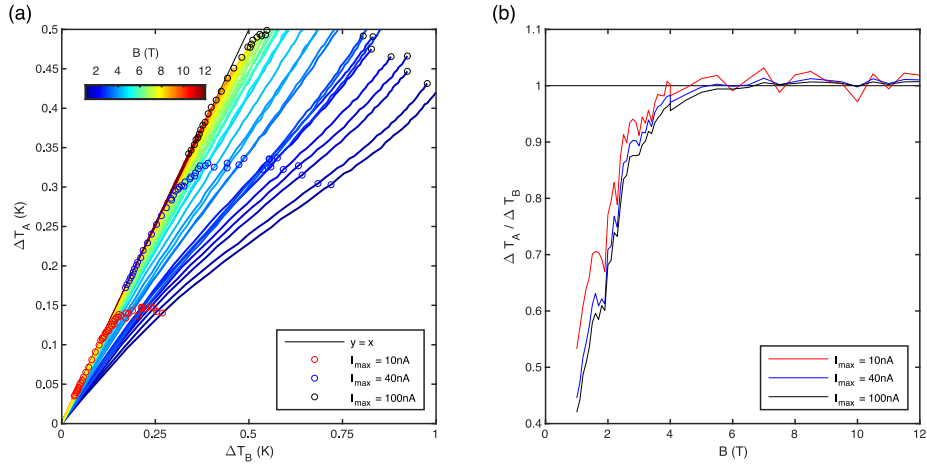 (a)
0.5
0.45
0.4
0.35
0.3
0.25
0.2
0.15
0.1
0.05
0
ΔT_A (K)
B (T)
2 4 6 8 10 12
y = x
I_max = 10nA
I_max = 40nA
I_max = 100nA
0 0.25 0.5 0.75 1
ΔT_B (K)
(b)
1.1
1
0.9
0.8
0.7
0.6
0.5
0.4
Δ T_A / Δ T_B
I_max = 10nA
I_max = 40nA
I_max = 100nA
0 2 4 6 8 10 12
B (T)